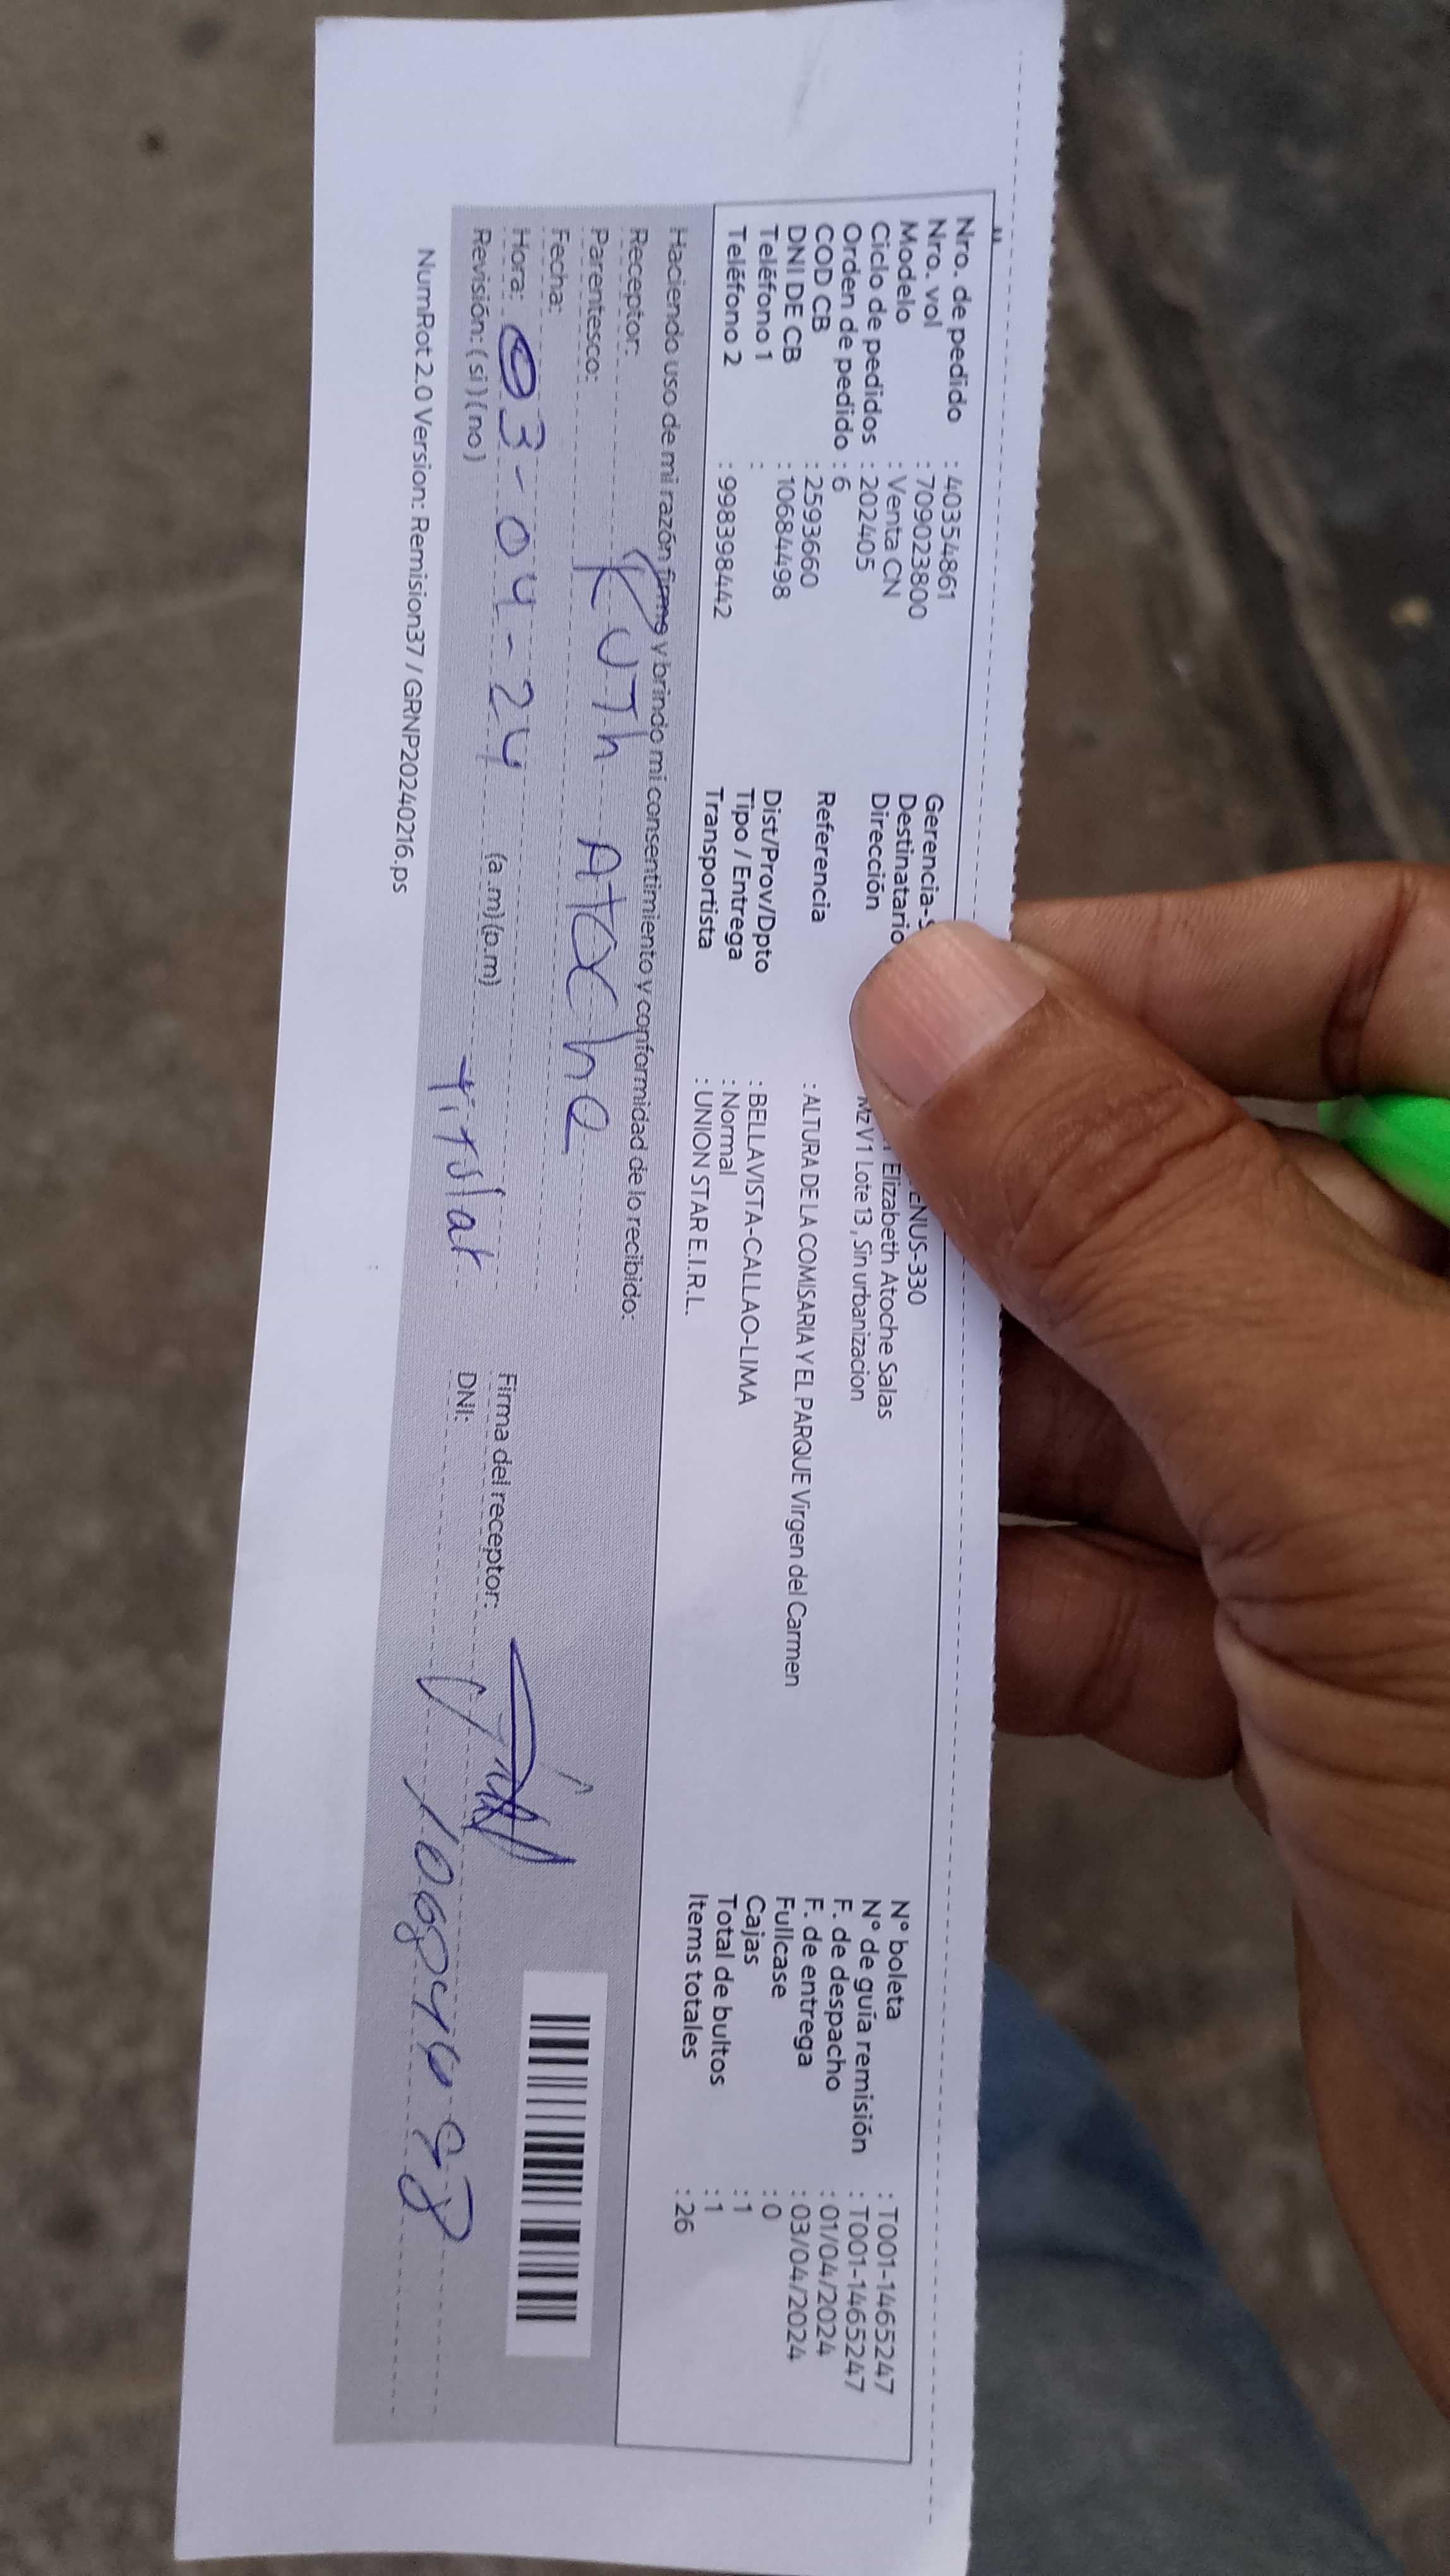 Nro. de pedido : 40354861
Nro. vol : 709023800
Modelo : Venta CN
Ciclo de pedidos : 202405
Orden de pedido : 6
COD CB : 2593660
DNI DE CB : 10684498
Teléfono 1 :
Teléfono 2 : 998398442
Gerencia-
Destinatario Elizabeth Atoche Salas
Dirección Mz V1 Lote 13 , Sin urbanizacion
Referencia : ALTURA DE LA COMISARIA Y EL PARQUE Virgen del Carmen
Dist/Prov/Dpto : BELLAVISTA-CALLAO-LIMA
Tipo / Entrega : Normal
Transportista : UNION STAR E.I.R.L.
N° boleta : T001-1465247
N° de guía remisión : T001-1465247
F. de despacho : 01/04/2024
F. de entrega : 03/04/2024
Fullcase : 0
Cajas : 1
Total de bultos : 1
Items totales : 26
Haciendo uso de mi razón firmo y brindo mi consentimiento y conformidad de lo recibido:
Receptor:
Parentesco: Ruth Atoche
Fecha:
Hora: 03-04-24 (a.m) (p.m)
Revisión: ( si ) ( no )
Firma del receptor:
DNI: 10684498
NumRot 2.0 Version: Remision37 / GRNP20240216.ps